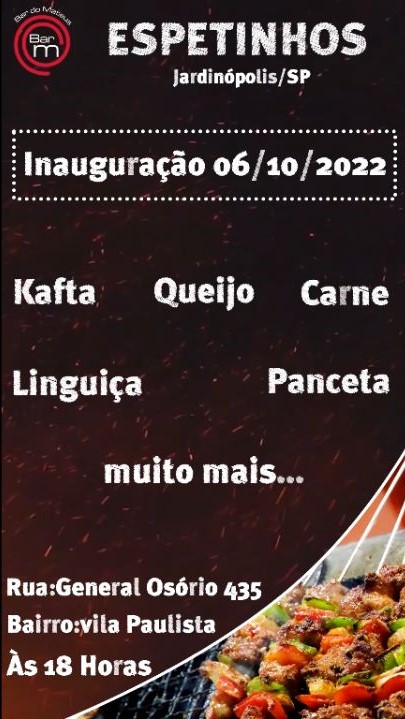 Bar do Mateus
Bar
m
ESPETINHOS
Jardinópolis/SP
Inauguração 06/10/2022
Kafta Queijo Carne
Linguiça Panceta
muito mais...
Rua:General Osório 435
Bairro:vila Paulista
Às 18 Horas